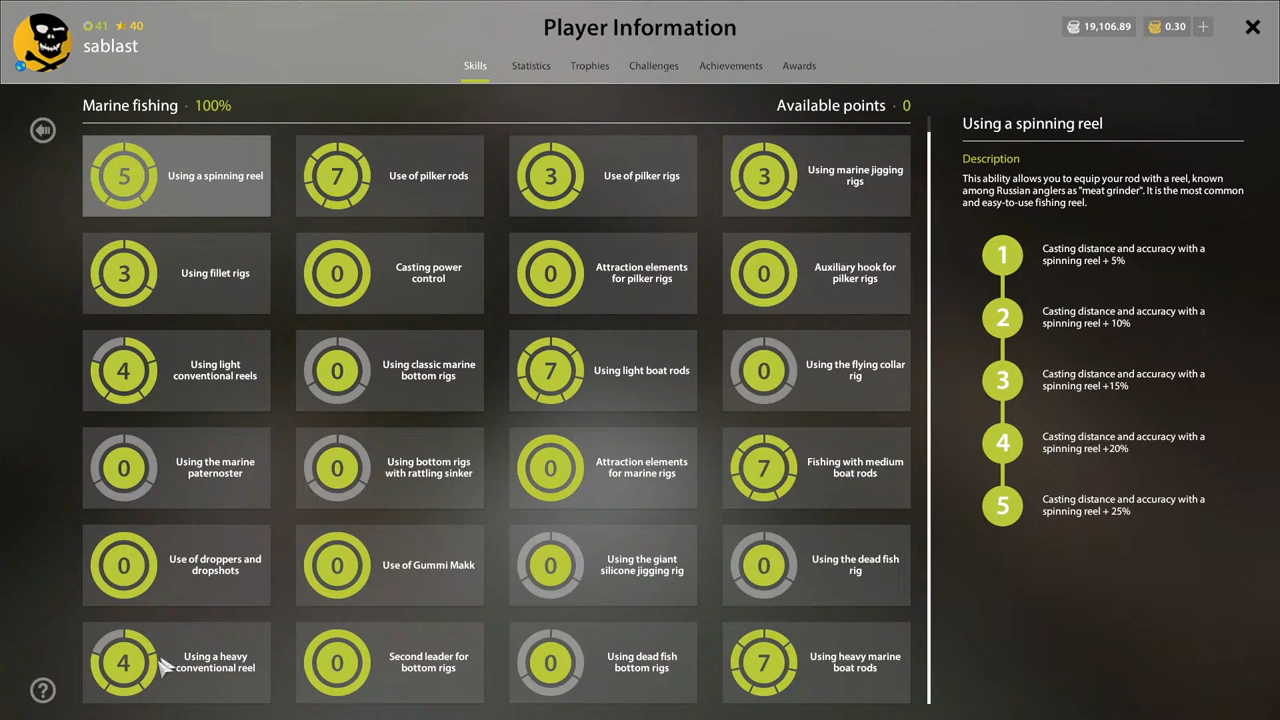 41 40
sablast
Player Information
19,106.89 0.30
Skills Statistics Trophies Challenges Achievements Awards
Marine fishing · 100%
Available points · 0
5 Using a spinning reel
7 Use of pilker rods
3 Use of pilker rigs
3 Using marine jigging
rigs
3 Using fillet rigs
0 Casting power
control
0 Attraction elements
for pilker rigs
0 Auxiliary hook for
pilker rigs
4 Using light
conventional reels
0 Using classic marine
bottom rigs
7 Using light boat rods
0 Using the flying collar
rig
0 Using the marine
paternoster
0 Using bottom rigs
with rattling sinker
0 Attraction elements
for marine rigs
7 Fishing with medium
boat rods
0 Use of droppers and
dropshots
0 Use of Gummi Makk
0 Using the giant
silicone jigging rig
0 Using the dead fish
rig
4 Using a heavy
conventional reel
0 Second leader for
bottom rigs
0 Using dead fish
bottom rigs
7 Using heavy marine
boat rods
?
Using a spinning reel
Description
This ability allows you to equip your rod with a reel, known
among Russian anglers as "meat grinder". It is the most common
and easy-to-use fishing reel.
1 Casting distance and accuracy with a
spinning reel + 5%
2 Casting distance and accuracy with a
spinning reel + 10%
3 Casting distance and accuracy with a
spinning reel +15%
4 Casting distance and accuracy with a
spinning reel +20%
5 Casting distance and accuracy with a
spinning reel + 25%